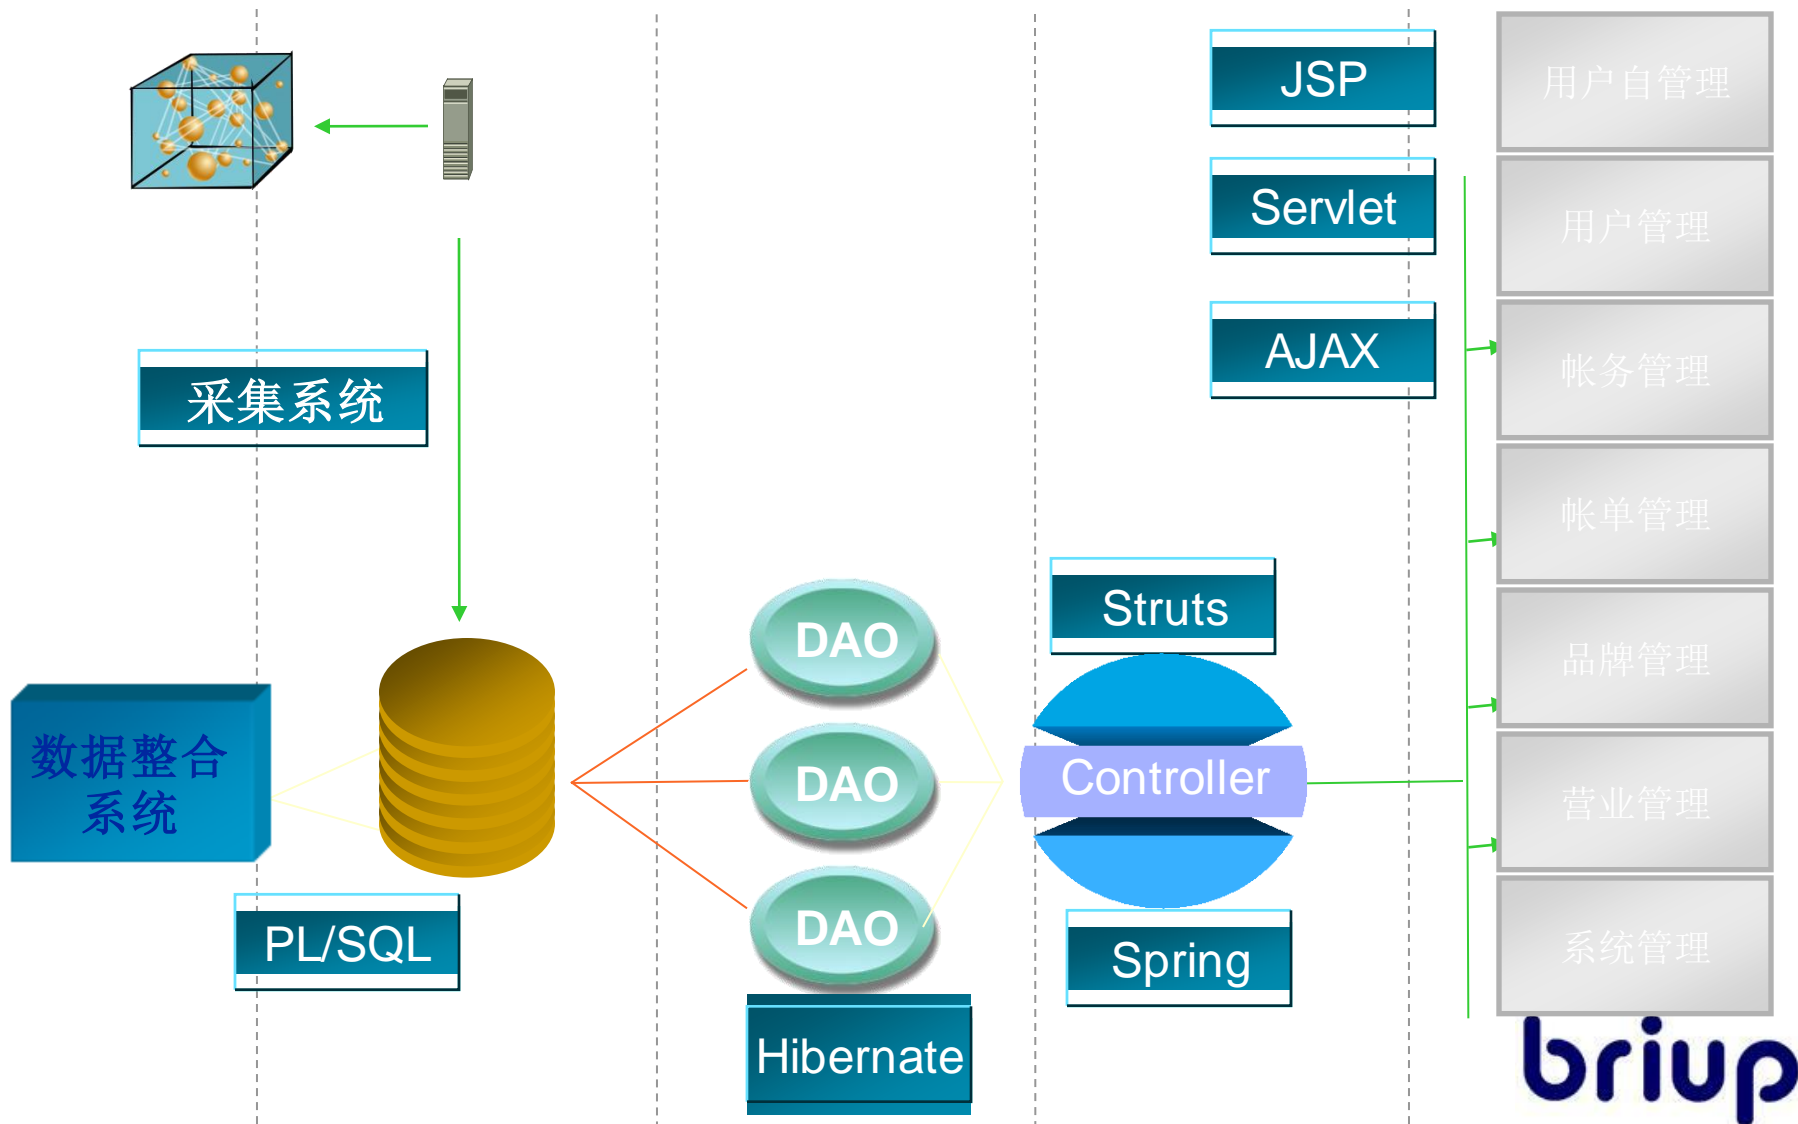 JSP
用户自管理
Servlet
用户管理
AJAX
帐务管理
采集系统
帐单管理
Struts
DAO
品牌管理
数据整合
系统
DAO
Controller
营业管理
DAO
PL/SQL
Spring
系统管理
Hibernate
briup